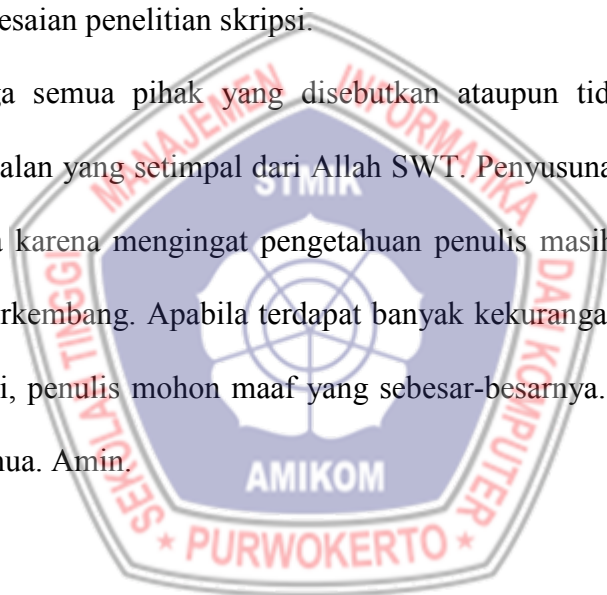 esaian penelitian skripsi.
ga semua pihak yang disebutkan ataupun tid
alan yang setimpal dari Allah SWT. Penyusuna
karena mengingat pengetahuan penulis masih
rkembang. Apabila terdapat banyak kekuranga
i, penulis mohon maaf yang sebesar-besarnya.
ua. Amin.
SEKOLAH TINGGI MANAJEMEN INFORMATIKA DAN KOMPUTER
STMIK
AMIKOM
* PURWOKERTO *